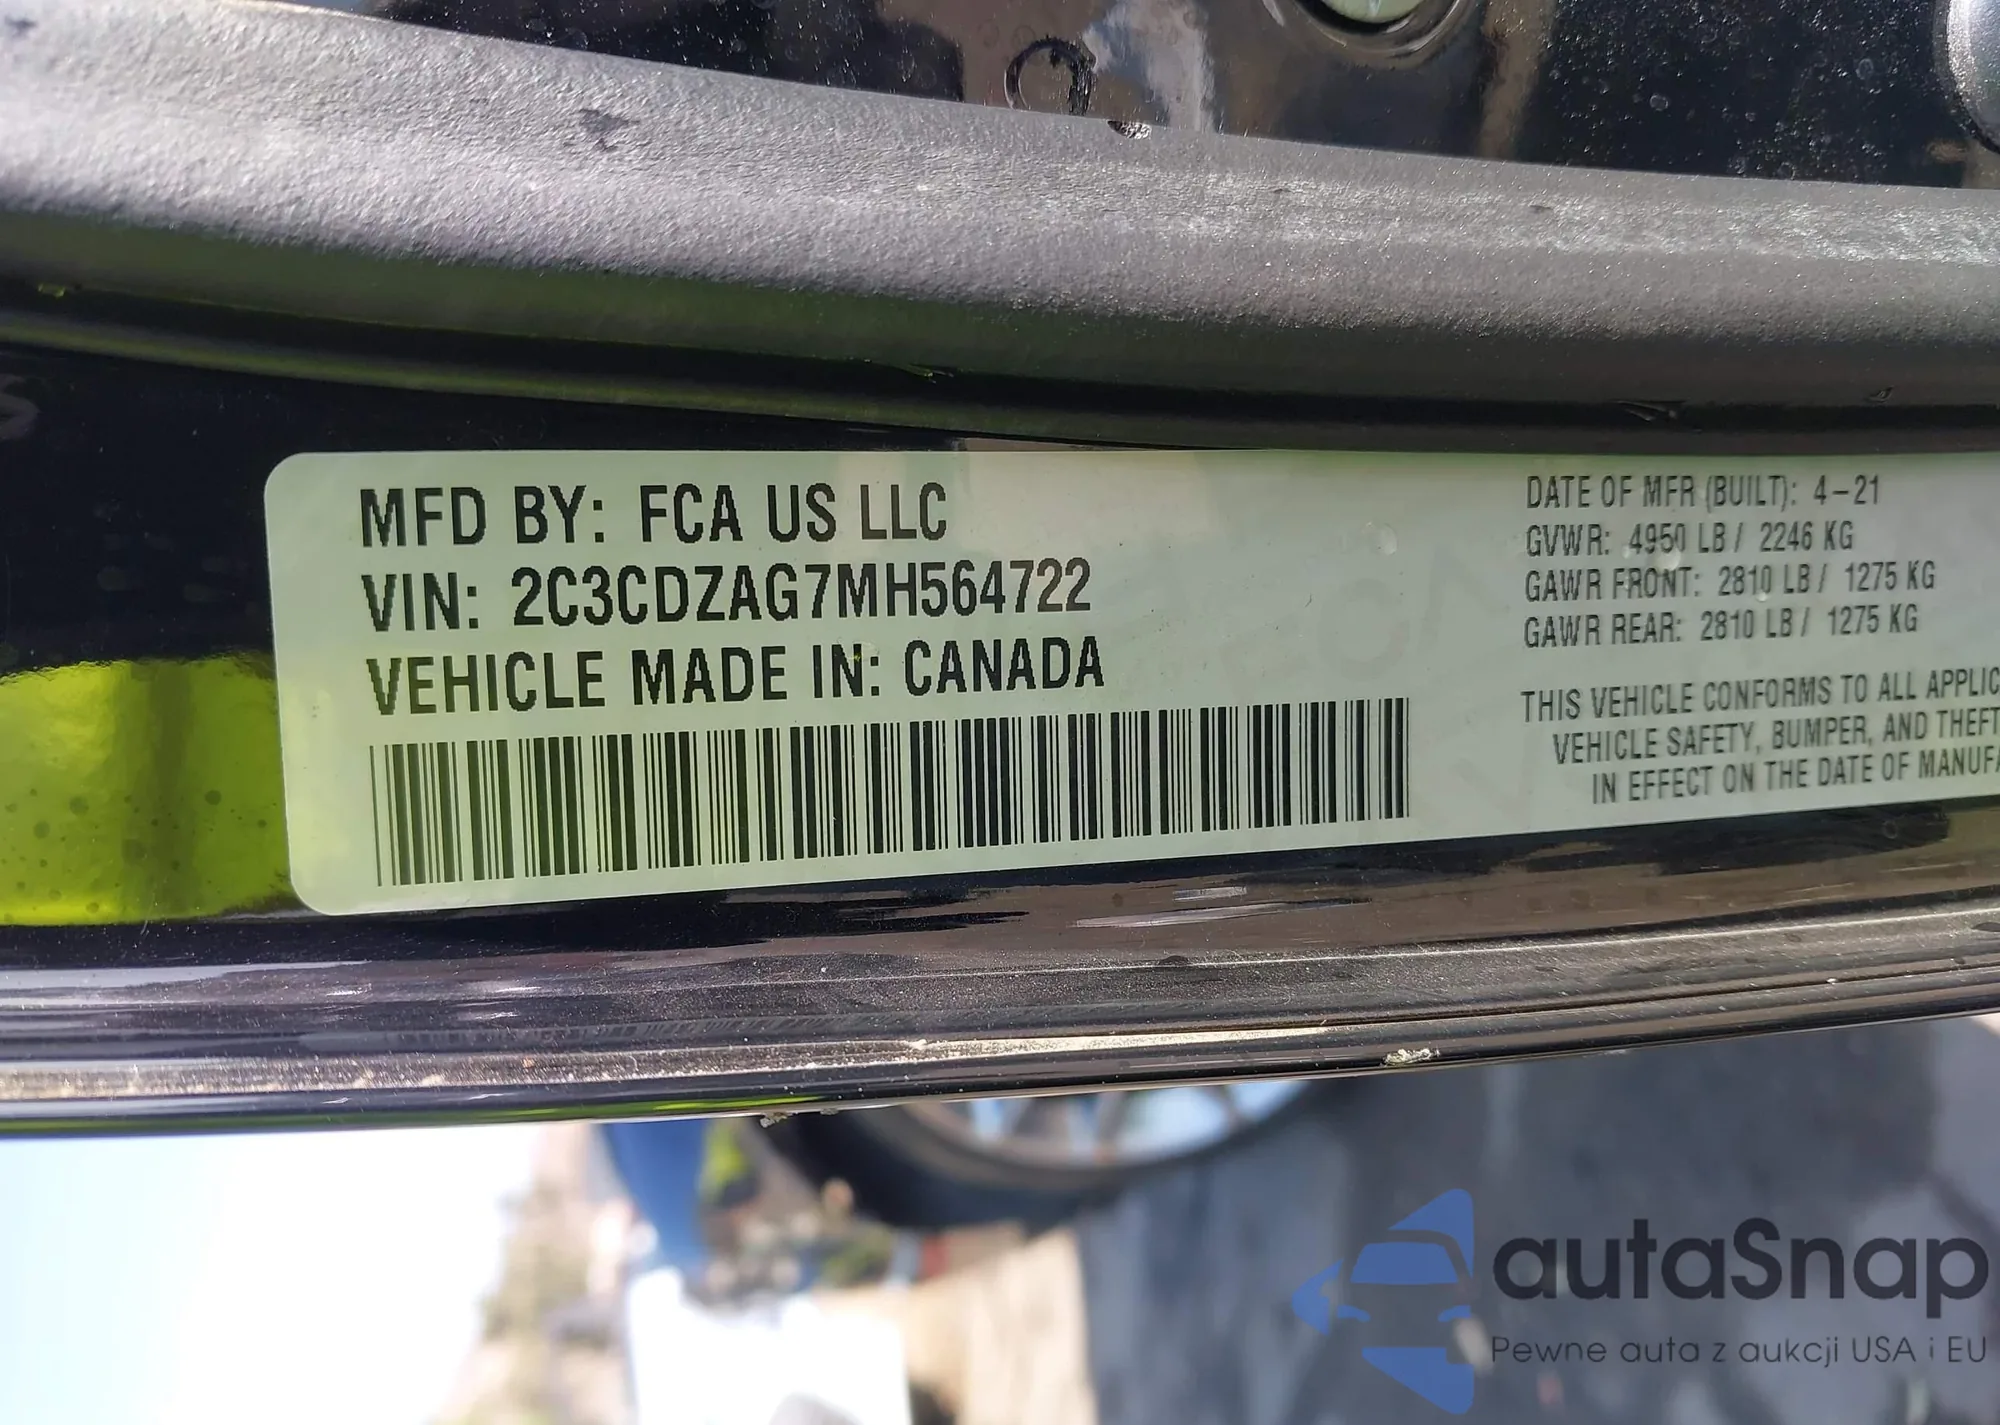 MFD BY: FCA US LLC
VIN: 2C3CDZAG7MH564722
VEHICLE MADE IN: CANADA
DATE OF MFR (BUILT): 4-21
GVWR: 4950 LB / 2246 KG
GAWR FRONT: 2810 LB / 1275 KG
GAWR REAR: 2810 LB / 1275 KG
THIS VEHICLE CONFORMS TO ALL APPLIC
VEHICLE SAFETY, BUMPER, AND THEFT
IN EFFECT ON THE DATE OF MANUFA
autaSnap
Pewne auta z aukcji USA i EU